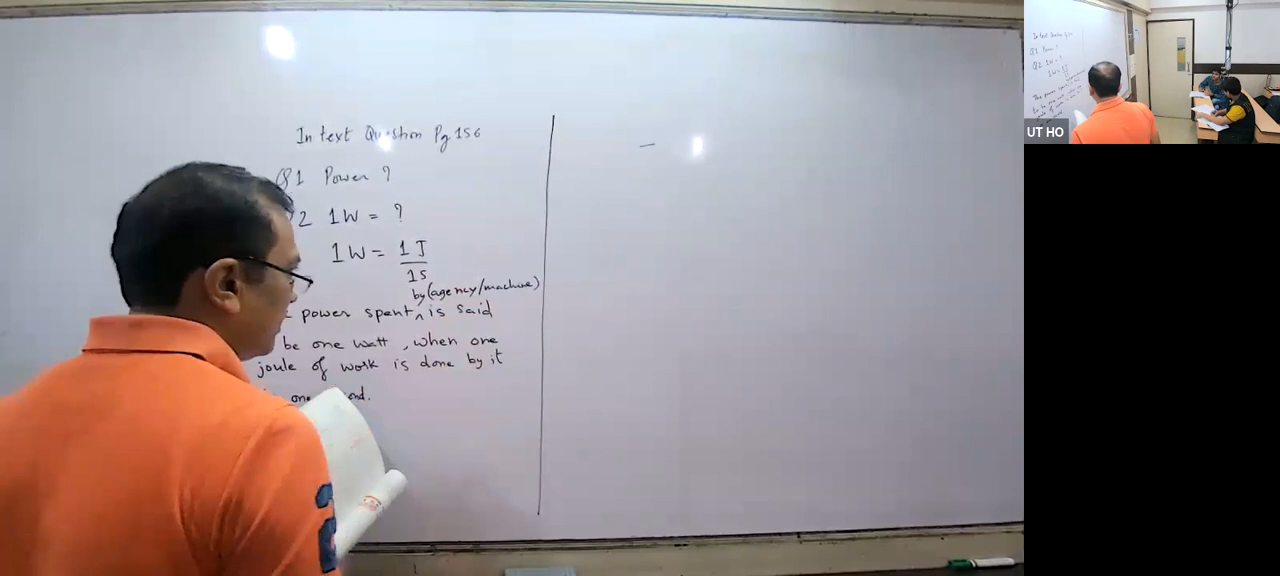 In text Question Pg 156
Q1 Power ?
2 1W = ?
1W = 1J
1s
by (agency/machine)
power spent ^ is said
be one watt , when one
joule of work is done by it
UT HO